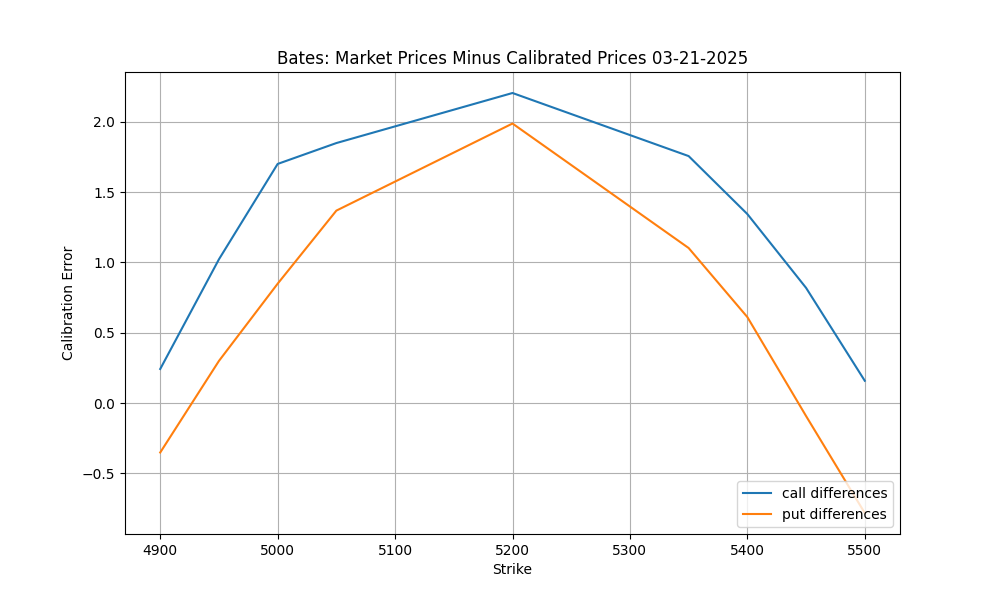 Bates: Market Prices Minus Calibrated Prices 03-21-2025
2.0
1.5
1.0
0.5
0.0
−0.5
Calibration Error
call differences
put differences
4900 5000 5100 5200 5300 5400 5500
Strike